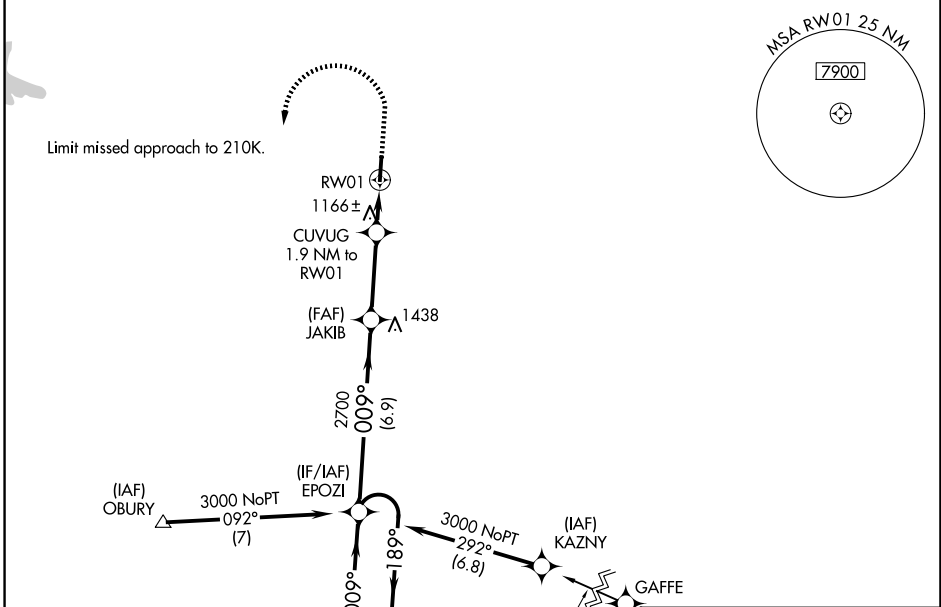 MSA RW01 25 NM
7900
Limit missed approach to 210K.
RW01
1166±
CUVUG
1.9 NM to
RW01
(FAF)
JAKIB
1438
2700
009°
(6.9)
(IF/IAF)
EPOZI
(IAF)
OBURY
3000 NoPT
092°
(7)
3000 NoPT
292°
(6.8)
(IAF)
KAZNY
189°
009°
GAFFE